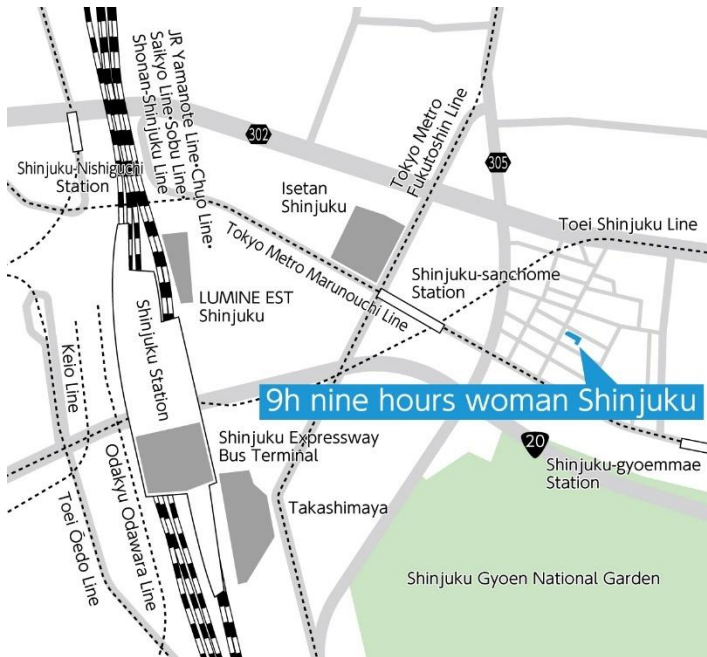 JR Yamanote Line•Chuo Line•
Saikyo Line•Sobu Line
Shonan-Shinjuku Line
302
Tokyo Metro
Fukutoshin Line
305
Shinjuku-Nishiguchi
Station
Isetan
Shinjuku
Toei Shinjuku Line
Tokyo Metro Marunouchi Line
Shinjuku-sanchome
Station
LUMINE EST
Shinjuku
Shinjuku Station
Keio Line
9h nine hours woman Shinjuku
Shinjuku Expressway
Bus Terminal
20
Shinjuku-gyoemmae
Station
Odakyu Odawara Line
Toei Ōedo Line
Takashimaya
Shinjuku Gyoen National Garden